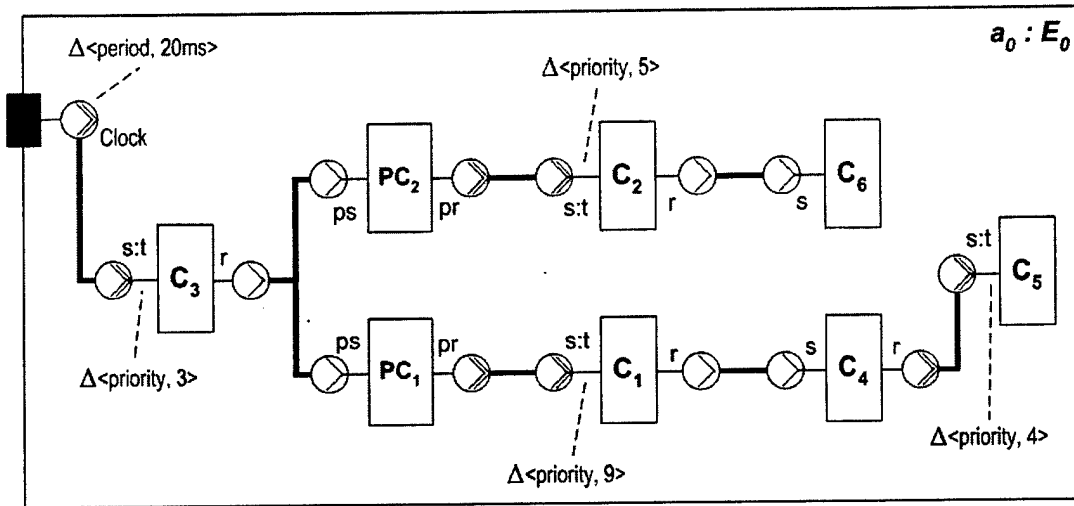 a₀ : E₀
Δ<period, 20ms>
Δ<priority, 5>
Clock
PC₂
C₂
C₆
ps
pr
s:t
r
s
s:t
C₃
r
s:t
C₅
ps
PC₁
pr
s:t
C₁
r
s
C₄
r
Δ<priority, 3>
Δ<priority, 9>
Δ<priority, 4>